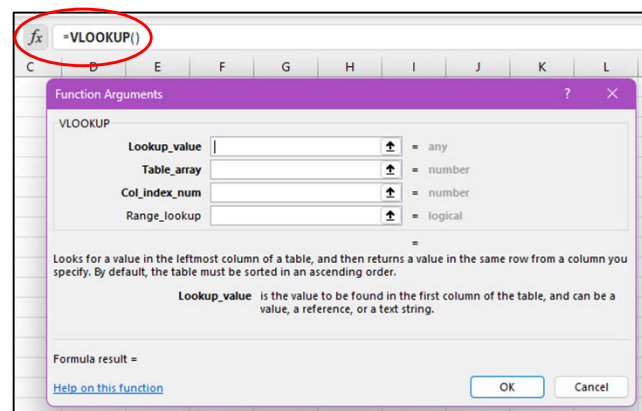 fx =VLOOKUP()
C D E F G H I J K L
Function Arguments ? ×
VLOOKUP
Lookup_value = any
Table_array = number
Col_index_num = number
Range_lookup = logical
=
Looks for a value in the leftmost column of a table, and then returns a value in the same row from a column you
specify. By default, the table must be sorted in an ascending order.
Lookup_value is the value to be found in the first column of the table, and can be a
value, a reference, or a text string.
Formula result =
Help on this function OK Cancel